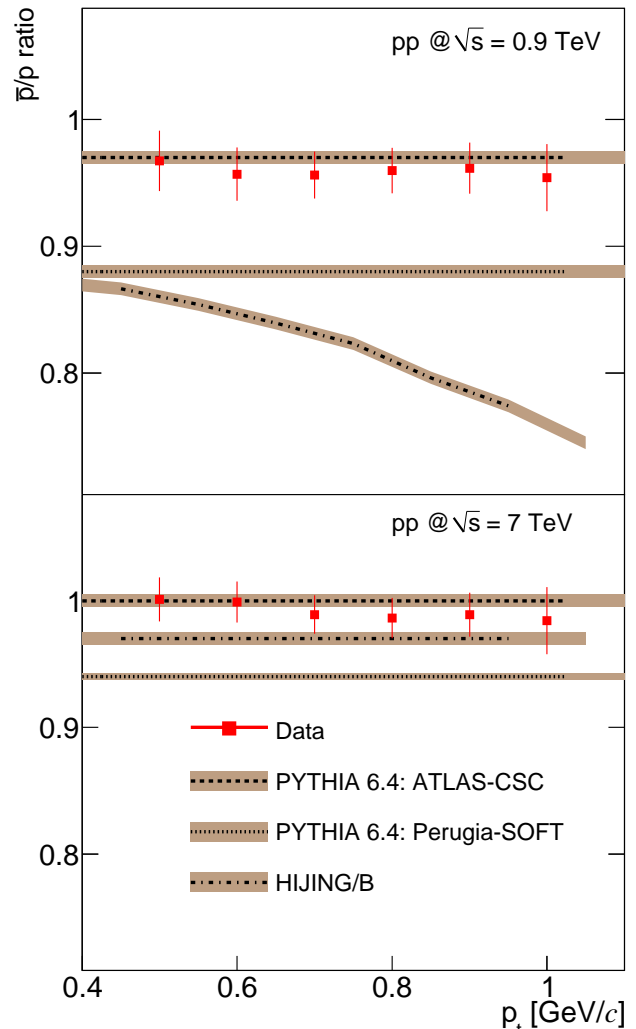 p̅/p ratio
pp @ √s = 0.9 TeV
1
0.9
0.8
pp @ √s = 7 TeV
1
0.9
0.8
Data
PYTHIA 6.4: ATLAS-CSC
PYTHIA 6.4: Perugia-SOFT
HIJING/B
0.4 0.6 0.8 1
p_t [GeV/c]